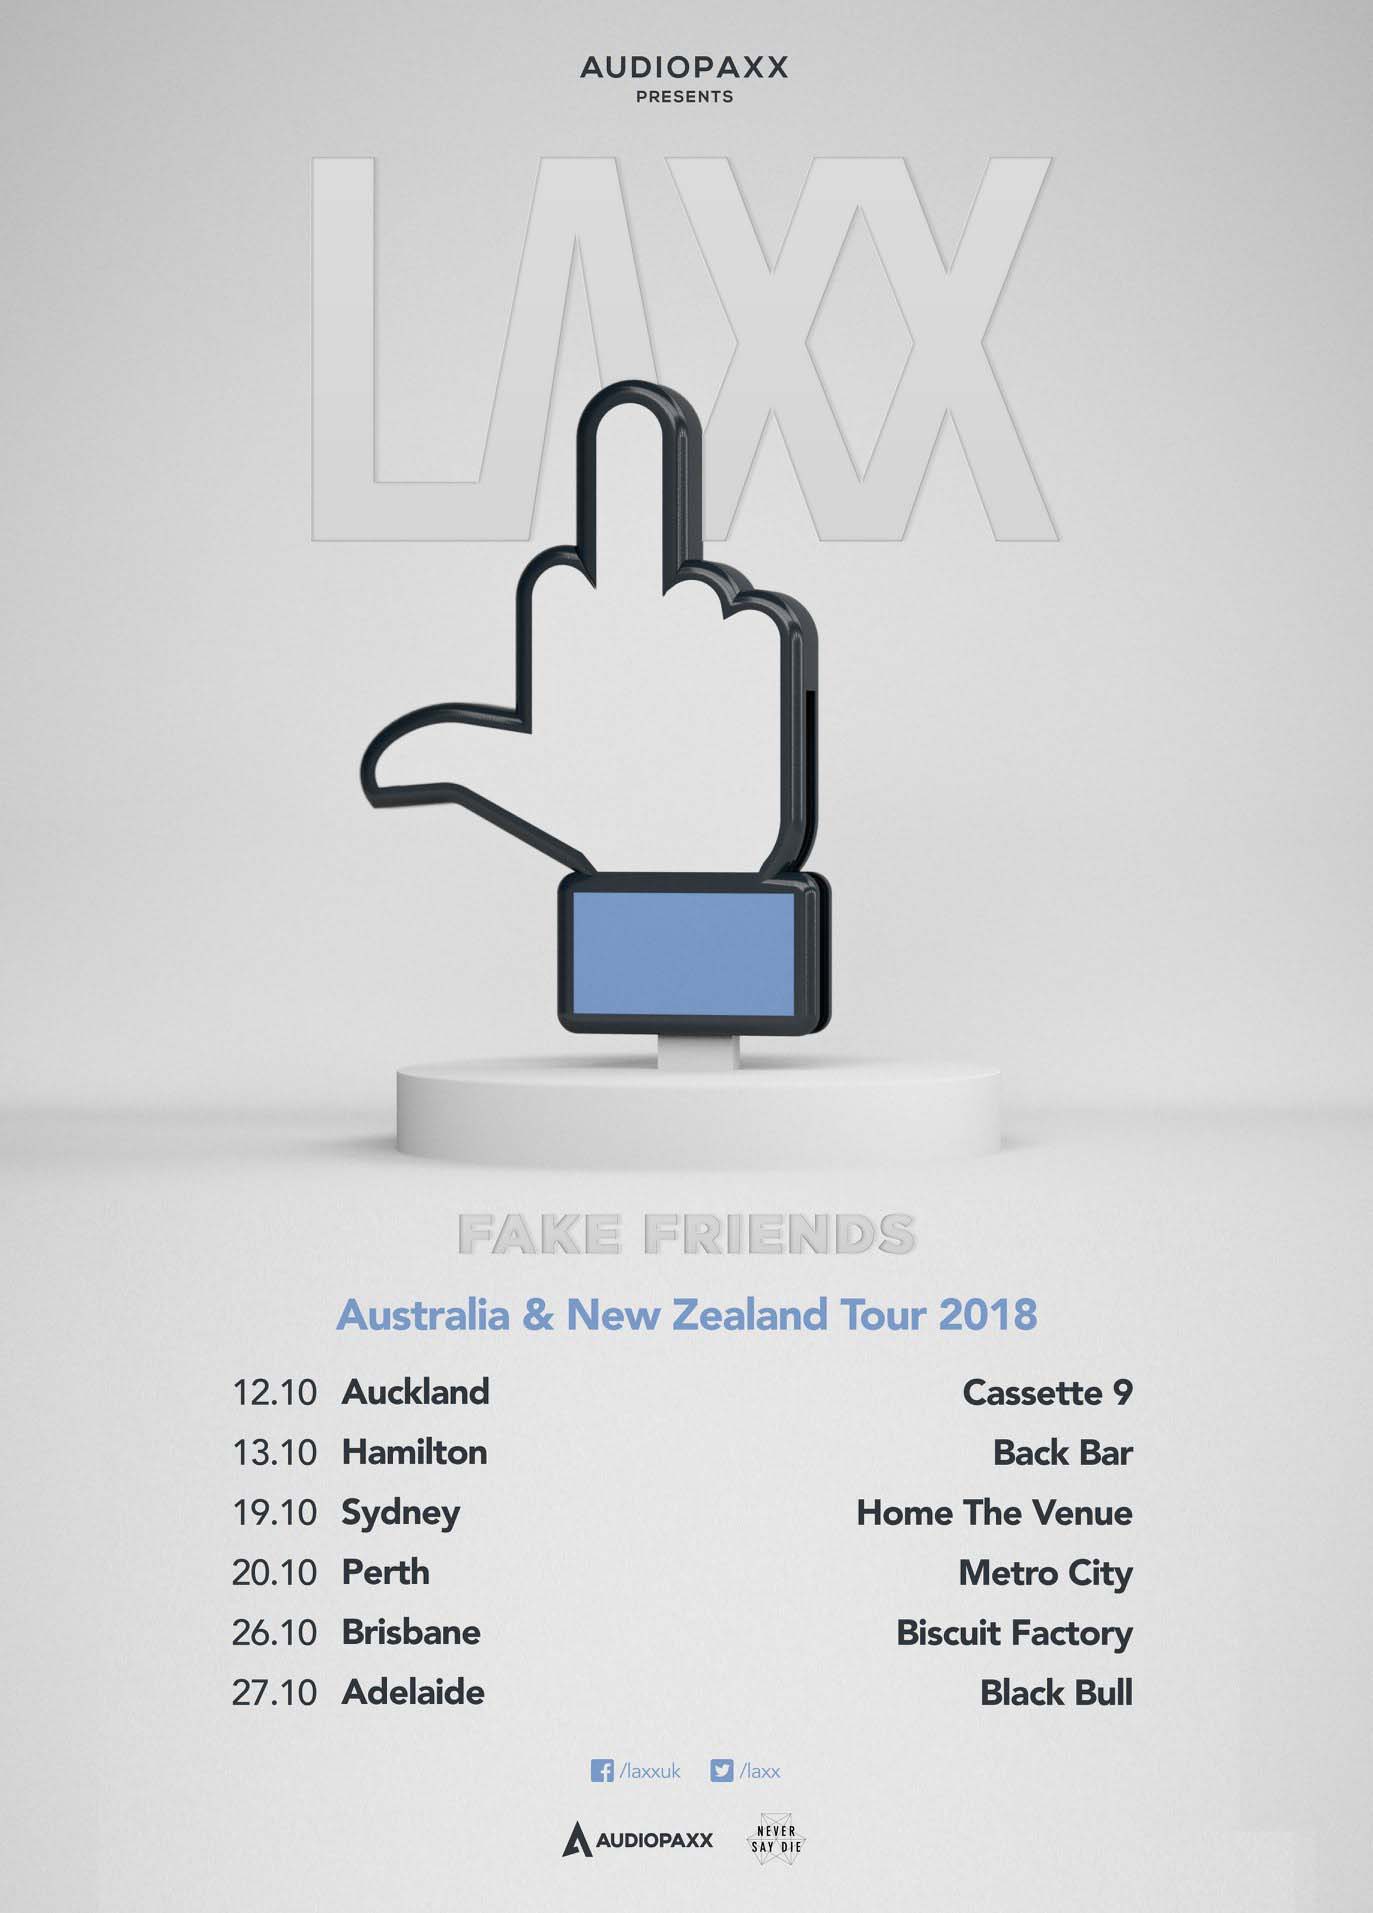 AUDIOPAXX
PRESENTS
LAXX
FAKE FRIENDS
Australia & New Zealand Tour 2018
12.10 Auckland Cassette 9
13.10 Hamilton Back Bar
19.10 Sydney Home The Venue
20.10 Perth Metro City
26.10 Brisbane Biscuit Factory
27.10 Adelaide Black Bull
/laxxuk /laxx
AUDIOPAXX
NEVER
SAY DIE